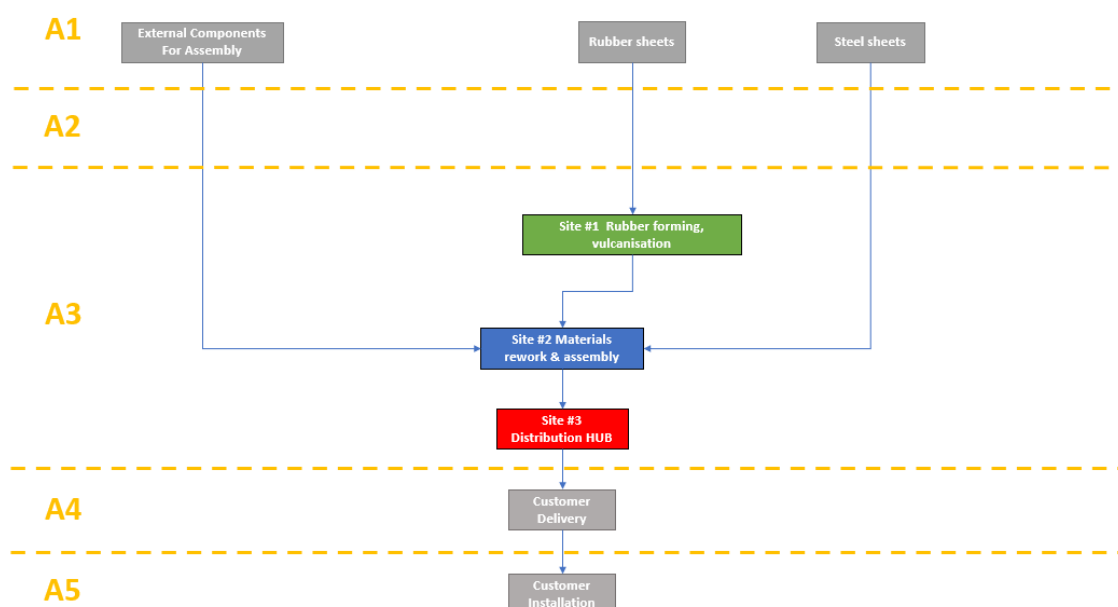 A1
External Components
For Assembly
Rubber sheets
Steel sheets
A2
Site #1  Rubber forming,
vulcanisation
A3
Site #2 Materials
rework & assembly
Site #3
Distribution HUB
A4
Customer
Delivery
A5
Customer
Installation